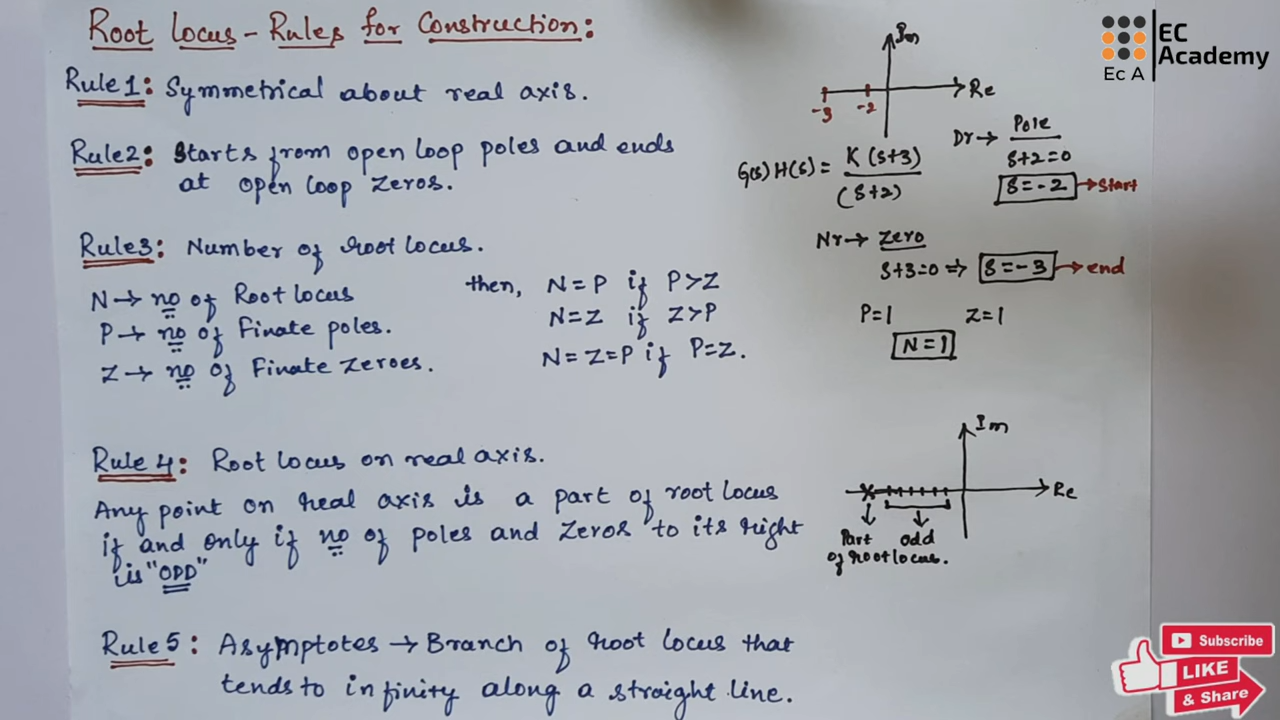 Root locus - Rules for Construction:
Rule 1: Symmetrical about real axis.
Rule 2: Starts from open loop poles and ends
at open loop zeros.
Rule 3: Number of root locus.
N → no of Root locus
P → no of Finate poles.
Z → no of Finate zeroes.
then, N = P if P > Z
N = Z if Z > P
N = Z = P if P = Z.
Rule 4: Root locus on real axis.
Any point on real axis is a part of root locus
if and only if no of poles and zeros to its right
is "ODD"
Rule 5: Asymptotes → Branch of root locus that
tends to infinity along a straight line.
Im
-3 -2 Re
G(s) H(s) = K (s+3) / (s+2)
Dr → Pole
s+2=0
s = -2 → start
Nr → Zero
s+3=0 ⇒ s = -3 → end
P=1 Z=1
N = 1
Im
Re
Part odd
of root locus.
EC
Academy
Ec A
Subscribe
LIKE
& Share